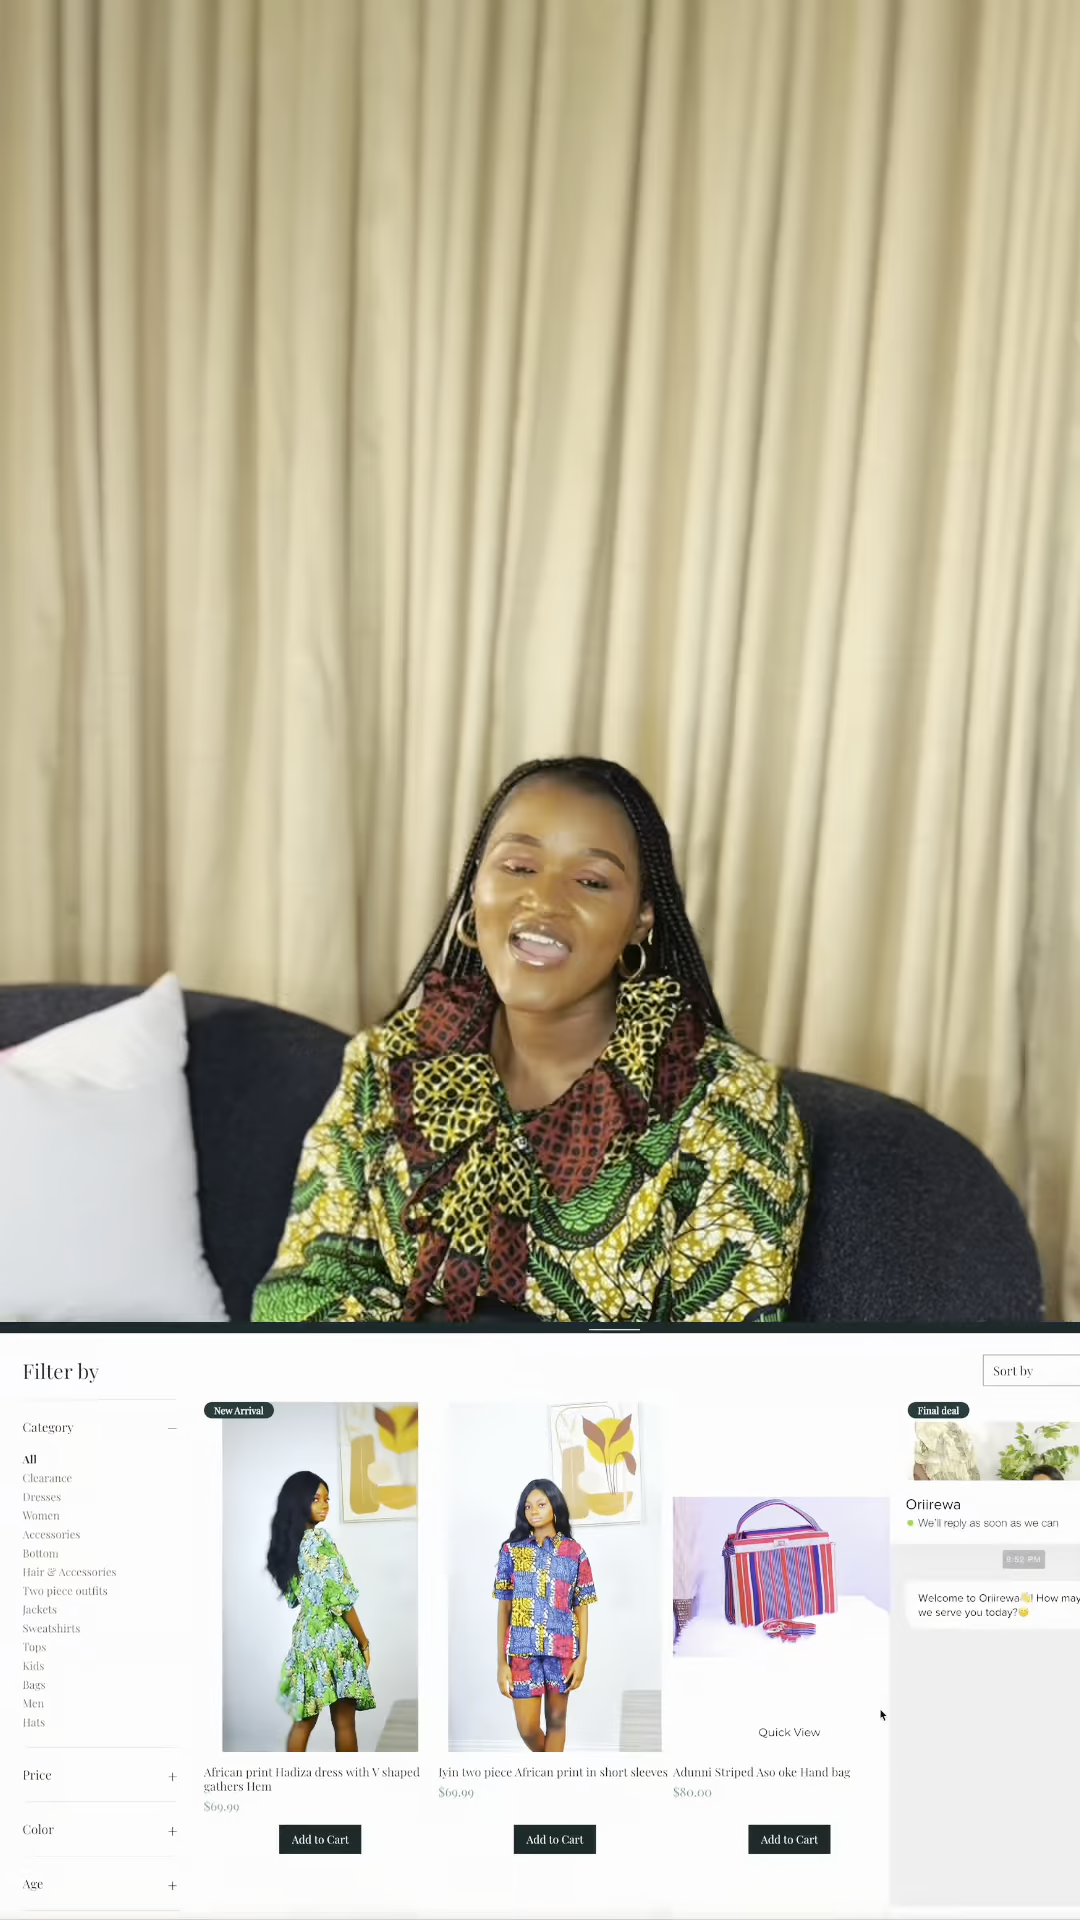 Filter by
Sort by
Category
All
Clearance
Dresses
Women
Accessories
Bottom
Hair & Accessories
Two piece outfits
Jackets
Sweatshirts
Tops
Kids
Bags
Men
Hats
Price
Color
Age
New Arrival
African print Hadiza dress with V shaped
gathers Hem
$69.99
Add to Cart
Iyin two piece African print in short sleeves
$69.99
Add to Cart
Quick View
Adunni Striped Aso oke Hand bag
$80.00
Add to Cart
Final deal
Oriirewa
We'll reply as soon as we can
6:52 PM
Welcome to Oriirewa👋! How may
we serve you today?😊